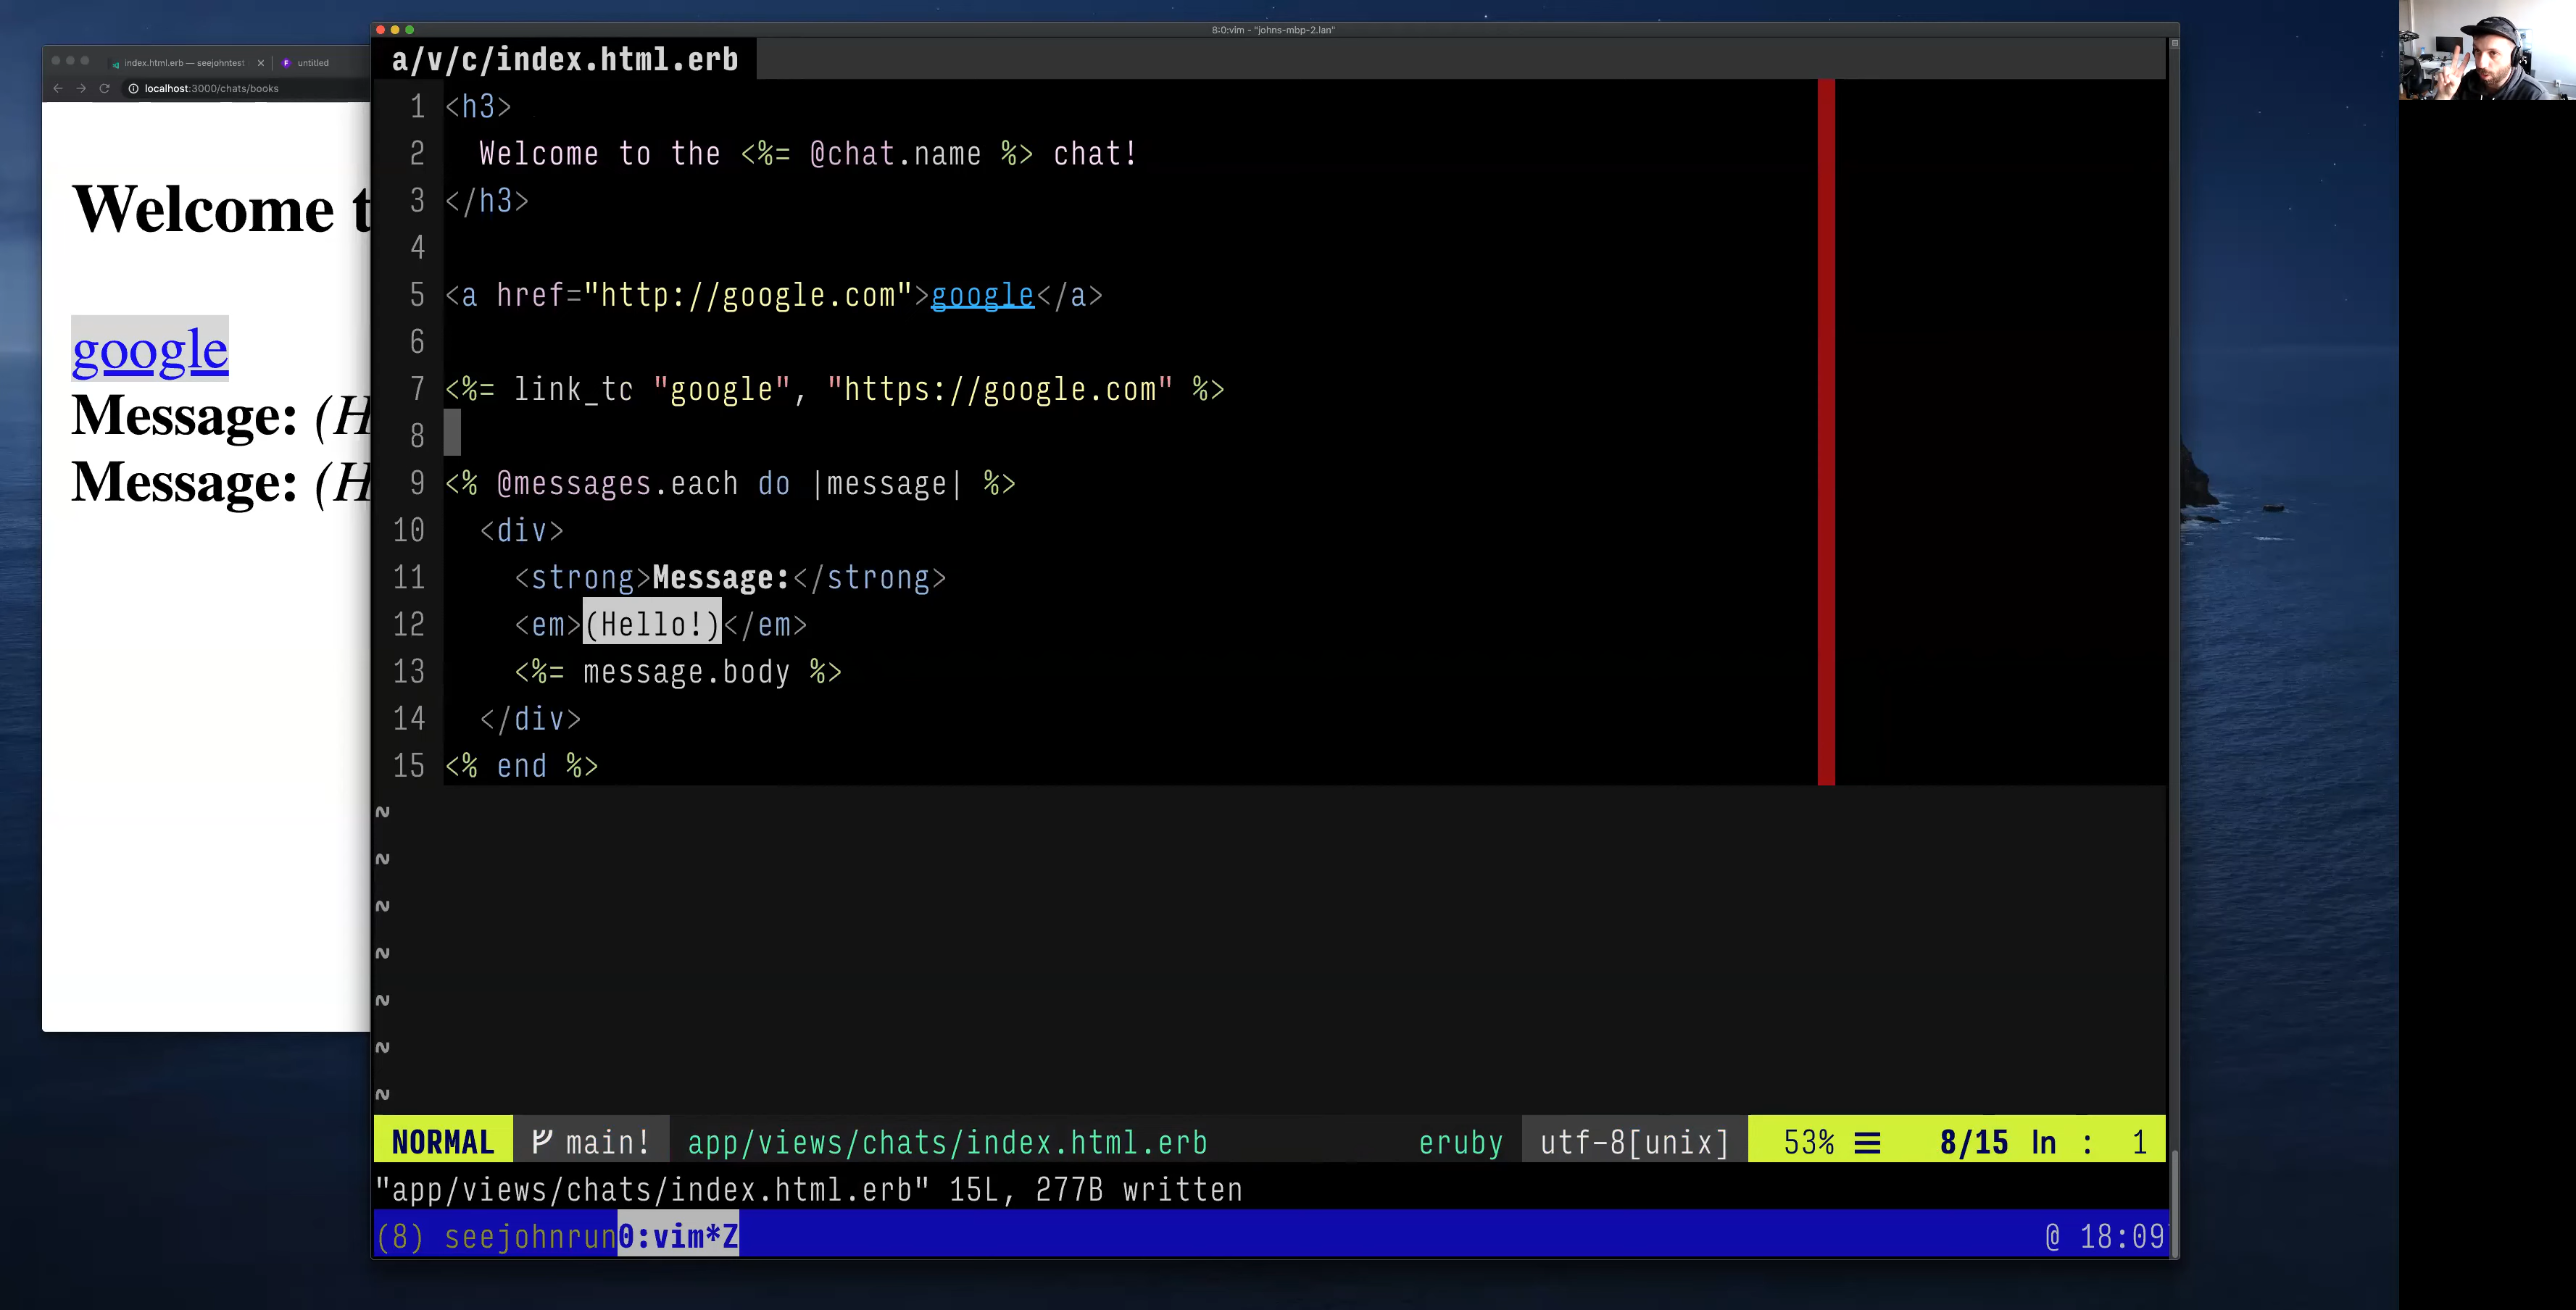 8:0:vim - "johns-mbp-2.lan"
index.html.erb — seejohntest
untitled
localhost:3000/chats/books
Welcome t
google
Message: (H
Message: (H
a/v/c/index.html.erb
1 <h3>
2   Welcome to the <%= @chat.name %> chat!
3 </h3>
4
5 <a href="http://google.com">google</a>
6
7 <%= link_tc "google", "https://google.com" %>
8
9 <% @messages.each do |message| %>
10   <div>
11     <strong>Message:</strong>
12     <em>(Hello!)</em>
13     <%= message.body %>
14   </div>
15 <% end %>
~
~
~
~
~
~
~
NORMAL main! app/views/chats/index.html.erb eruby utf-8[unix] 53% ☰ 8/15 ln : 1
"app/views/chats/index.html.erb" 15L, 277B written
(8) seejohnrun0:vim*Z @ 18:09